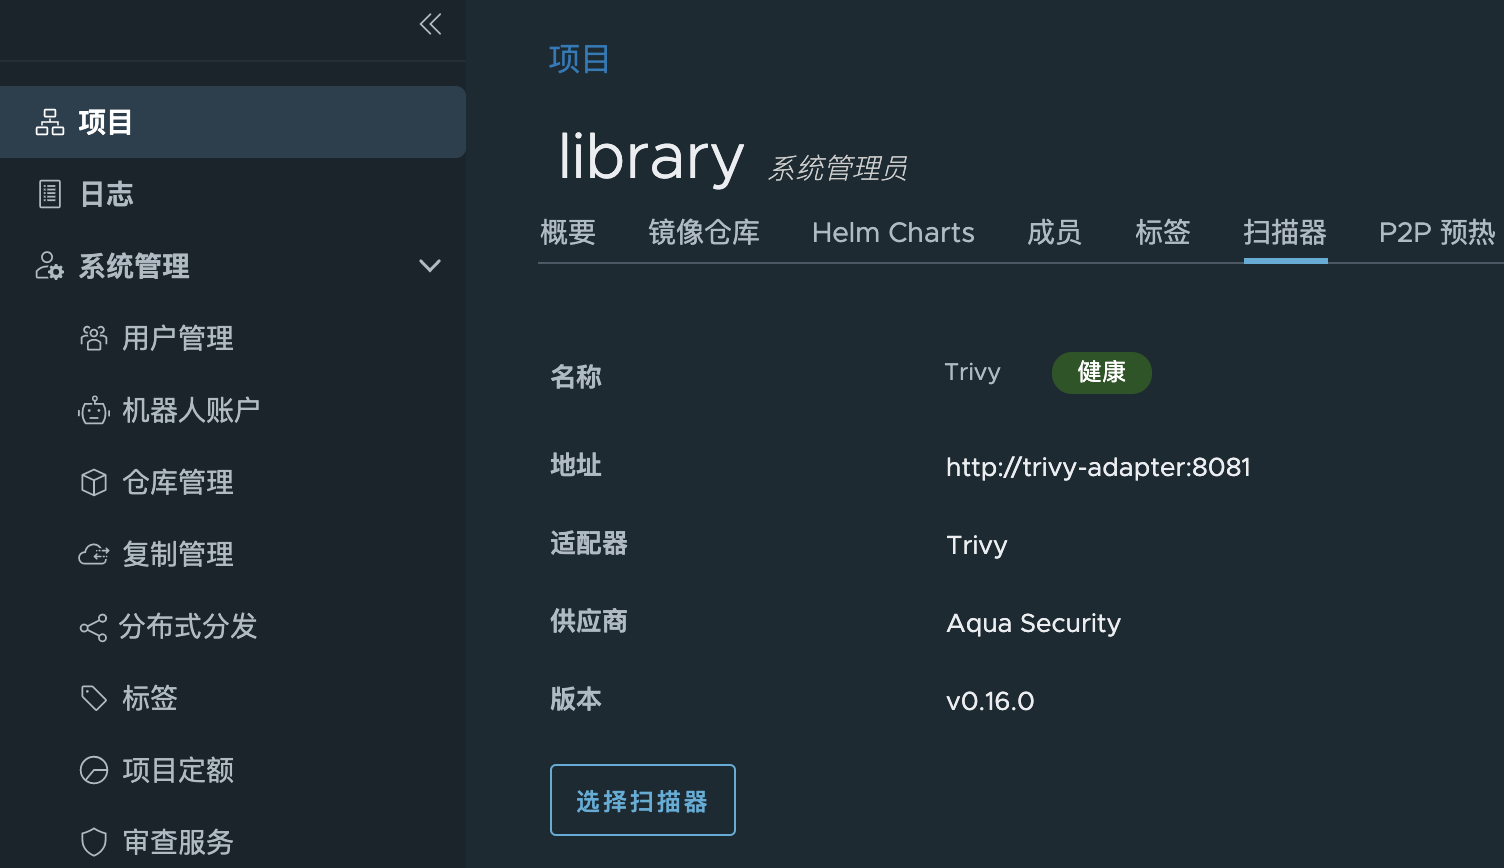 项目
日志
系统管理
用户管理
机器人账户
仓库管理
复制管理
分布式分发
标签
项目定额
审查服务
项目
library 系统管理员
概要 镜像仓库 Helm Charts 成员 标签 扫描器 P2P 预热
名称 Trivy 健康
地址 http://trivy-adapter:8081
适配器 Trivy
供应商 Aqua Security
版本 v0.16.0
选择扫描器